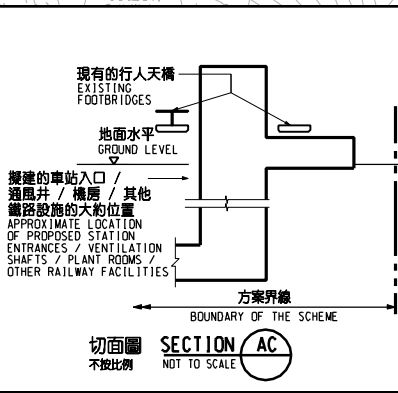 現有的行人天橋
EXISTING
FOOTBRIDGES
地面水平
GROUND LEVEL
擬建的車站入口 /
通風井 / 機房 / 其他
鐵路設施的大約位置
APPROXIMATE LOCATION
OF PROPOSED STATION
ENTRANCES / VENTILATION
SHAFTS / PLANT ROOMS /
OTHER RAILWAY FACILITIES
方案界線
BOUNDARY OF THE SCHEME
切面圖 SECTION AC
不按比例 NOT TO SCALE